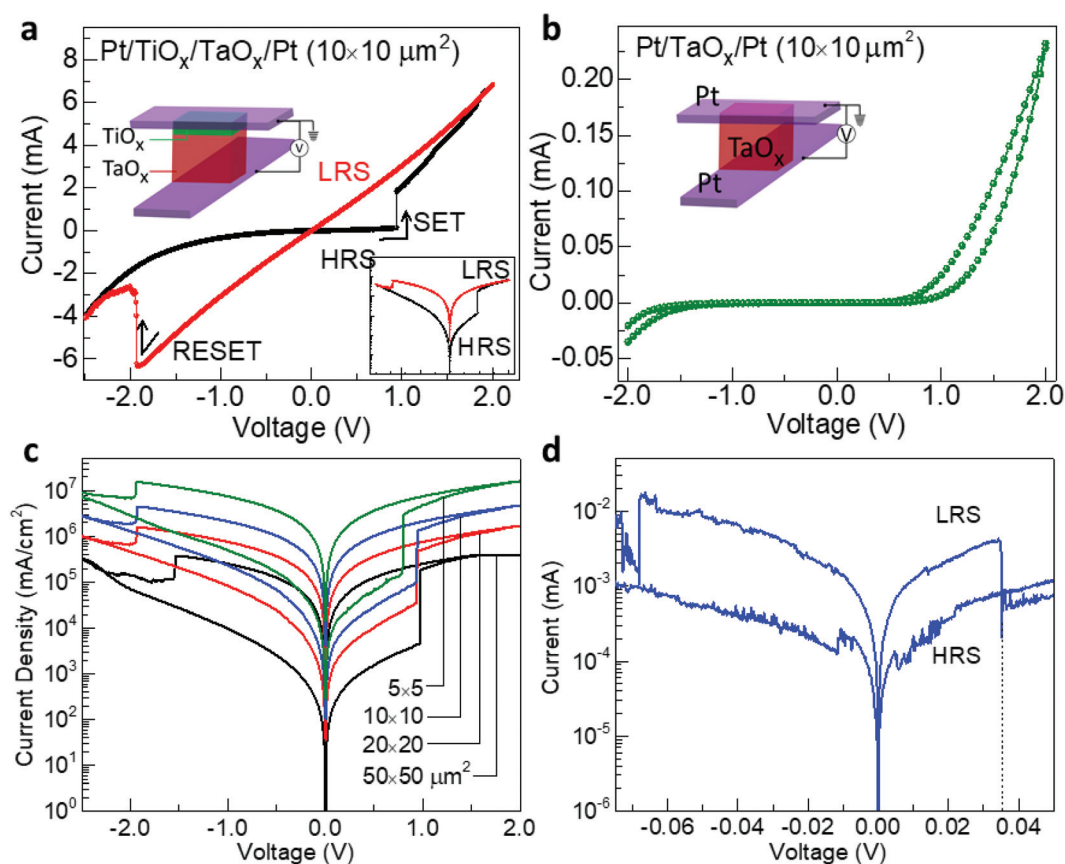 a
Pt/TiOₓ/TaOₓ/Pt (10×10 μm²)
Current (mA)
6
4
2
0
-2
-4
-6
TiOₓ
TaOₓ
V
LRS
SET
HRS
RESET
LRS
HRS
-2.0 -1.0 0.0 1.0 2.0
Voltage (V)
b
Pt/TaOₓ/Pt (10×10 μm²)
Current (mA)
0.20
0.15
0.10
0.05
0.00
-0.05
Pt
TaOₓ
Pt
V
-2.0 -1.0 0.0 1.0 2.0
Voltage (V)
c
Current Density (mA/cm²)
10⁷
10⁶
10⁵
10⁴
10³
10²
10¹
10⁰
5×5
10×10
20×20
50×50 μm²
-2.0 -1.0 0.0 1.0 2.0
Voltage (V)
d
Current (mA)
10⁻²
10⁻³
10⁻⁴
10⁻⁵
10⁻⁶
LRS
HRS
-0.06 -0.04 -0.02 0.00 0.02 0.04
Voltage (V)